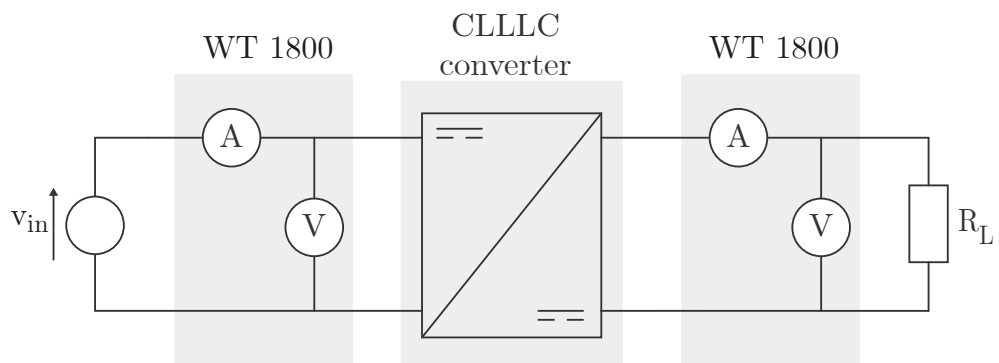 WT 1800
CLLLC
converter
WT 1800
A
A
v_in
V
V
R_L